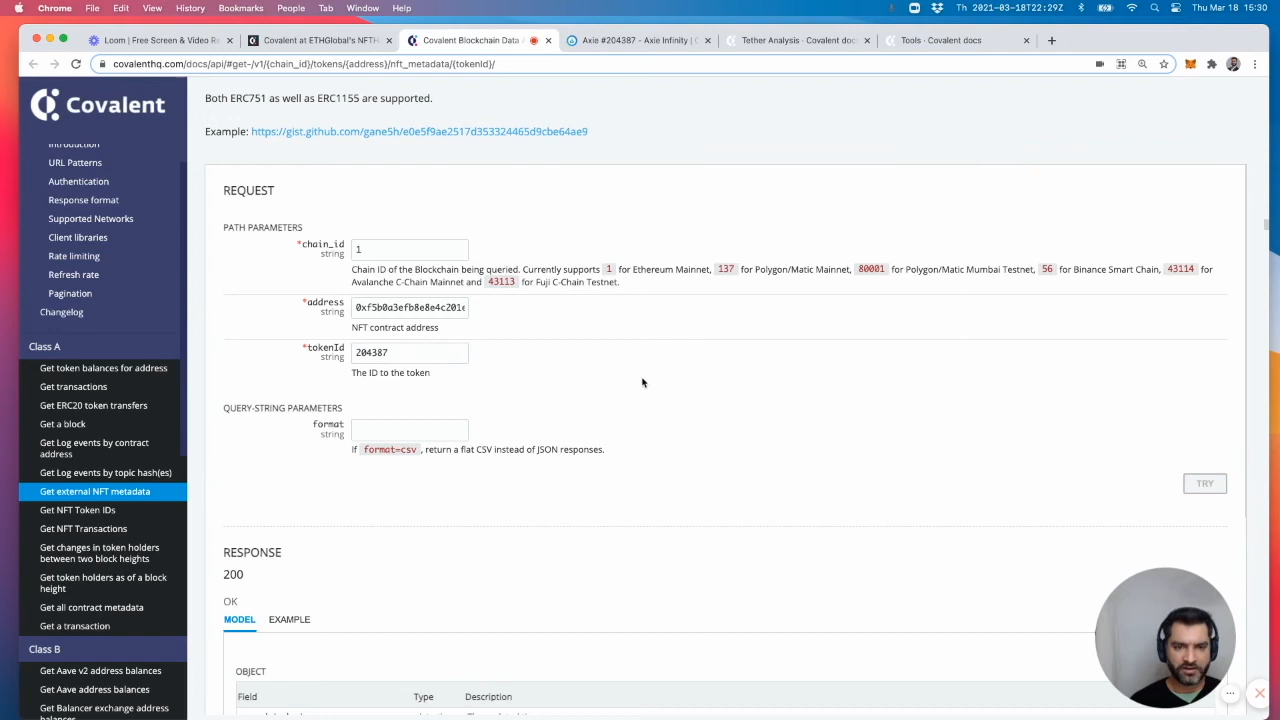 Chrome File Edit View History Bookmarks People Tab Window Help Th 2021-03-18T22:29Z Thu Mar 18 15:30
Loom | Free Screen & Video Re Covalent at ETHGlobal's NFTH Covalent Blockchain Data A Axie #204387 - Axie Infinity | C Tether Analysis - Covalent doc Tools - Covalent docs
covalenthq.com/docs/api/#get-/v1/{chain_id}/tokens/{address}/nft_metadata/{tokenId}/
Covalent
Introduction
URL Patterns
Authentication
Response format
Supported Networks
Client libraries
Rate limiting
Refresh rate
Pagination
Changelog
Class A
Get token balances for address
Get transactions
Get ERC20 token transfers
Get a block
Get Log events by contract
address
Get Log events by topic hash(es)
Get external NFT metadata
Get NFT Token IDs
Get NFT Transactions
Get changes in token holders
between two block heights
Get token holders as of a block
height
Get all contract metadata
Get a transaction
Class B
Get Aave v2 address balances
Get Aave address balances
Get Balancer exchange address
balances
Both ERC751 as well as ERC1155 are supported.
Example: https://gist.github.com/gane5h/e0e5f9ae2517d353324465d9cbe64ae9
REQUEST
PATH PARAMETERS
*chain_id
string
1
Chain ID of the Blockchain being queried. Currently supports 1 for Ethereum Mainnet, 137 for Polygon/Matic Mainnet, 80001 for Polygon/Matic Mumbai Testnet, 56 for Binance Smart Chain, 43114 for
Avalanche C-Chain Mainnet and 43113 for Fuji C-Chain Testnet.
*address
string
0xf5b0a3efb8e8e4c201e
NFT contract address
*tokenId
string
204387
The ID to the token
QUERY-STRING PARAMETERS
format
string
If format=csv, return a flat CSV instead of JSON responses.
TRY
RESPONSE
200
OK
MODEL EXAMPLE
OBJECT
Field Type Description